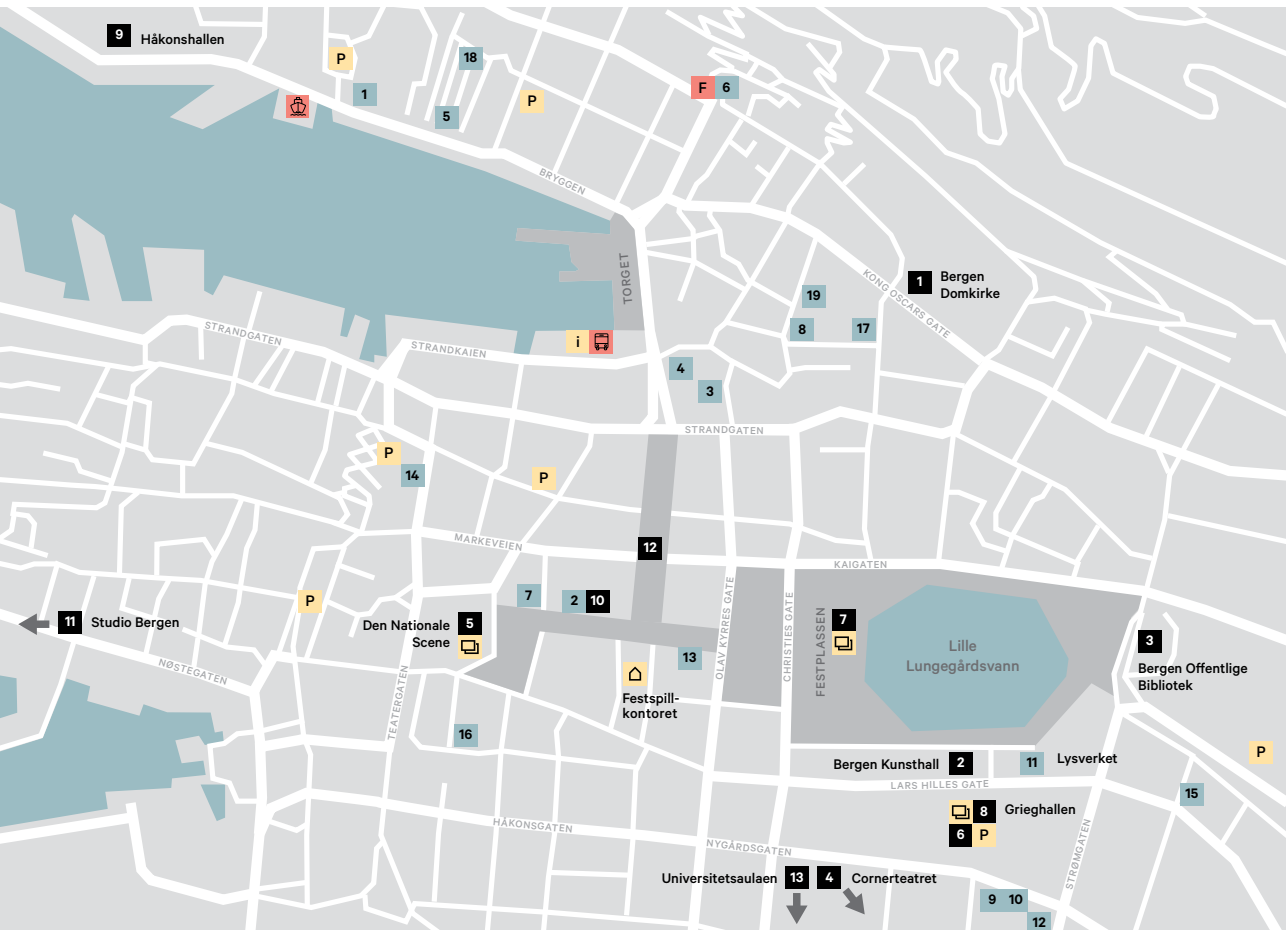 9
Håkonshallen
P
18
1
5
P
F
6
BRYGGEN
TORGET
KONG OSCARS GATE
1
Bergen
Domkirke
19
8
17
STRANDGATEN
STRANDKAIEN
i
4
3
STRANDGATEN
P
14
P
MARKEVEIEN
12
KAIGATEN
P
7
2
10
11
Studio Bergen
Den Nationale
Scene
5
13
OLAV KYRRES GATE
CHRISTIES GATE
FESTPLASSEN
7
Lille
Lungegårdsvann
3
Bergen Offentlige
Bibliotek
NØSTEGATEN
TEATERGATEN
Festspill-
kontoret
16
Bergen Kunsthall
2
11
Lysverket
P
LARS HILLES GATE
15
8
Grieghallen
6
P
HÅKONSGATEN
NYGÅRDSGATEN
STRØMGATEN
Universitetsaulaen
13
4
Cornerteatret
9
10
12